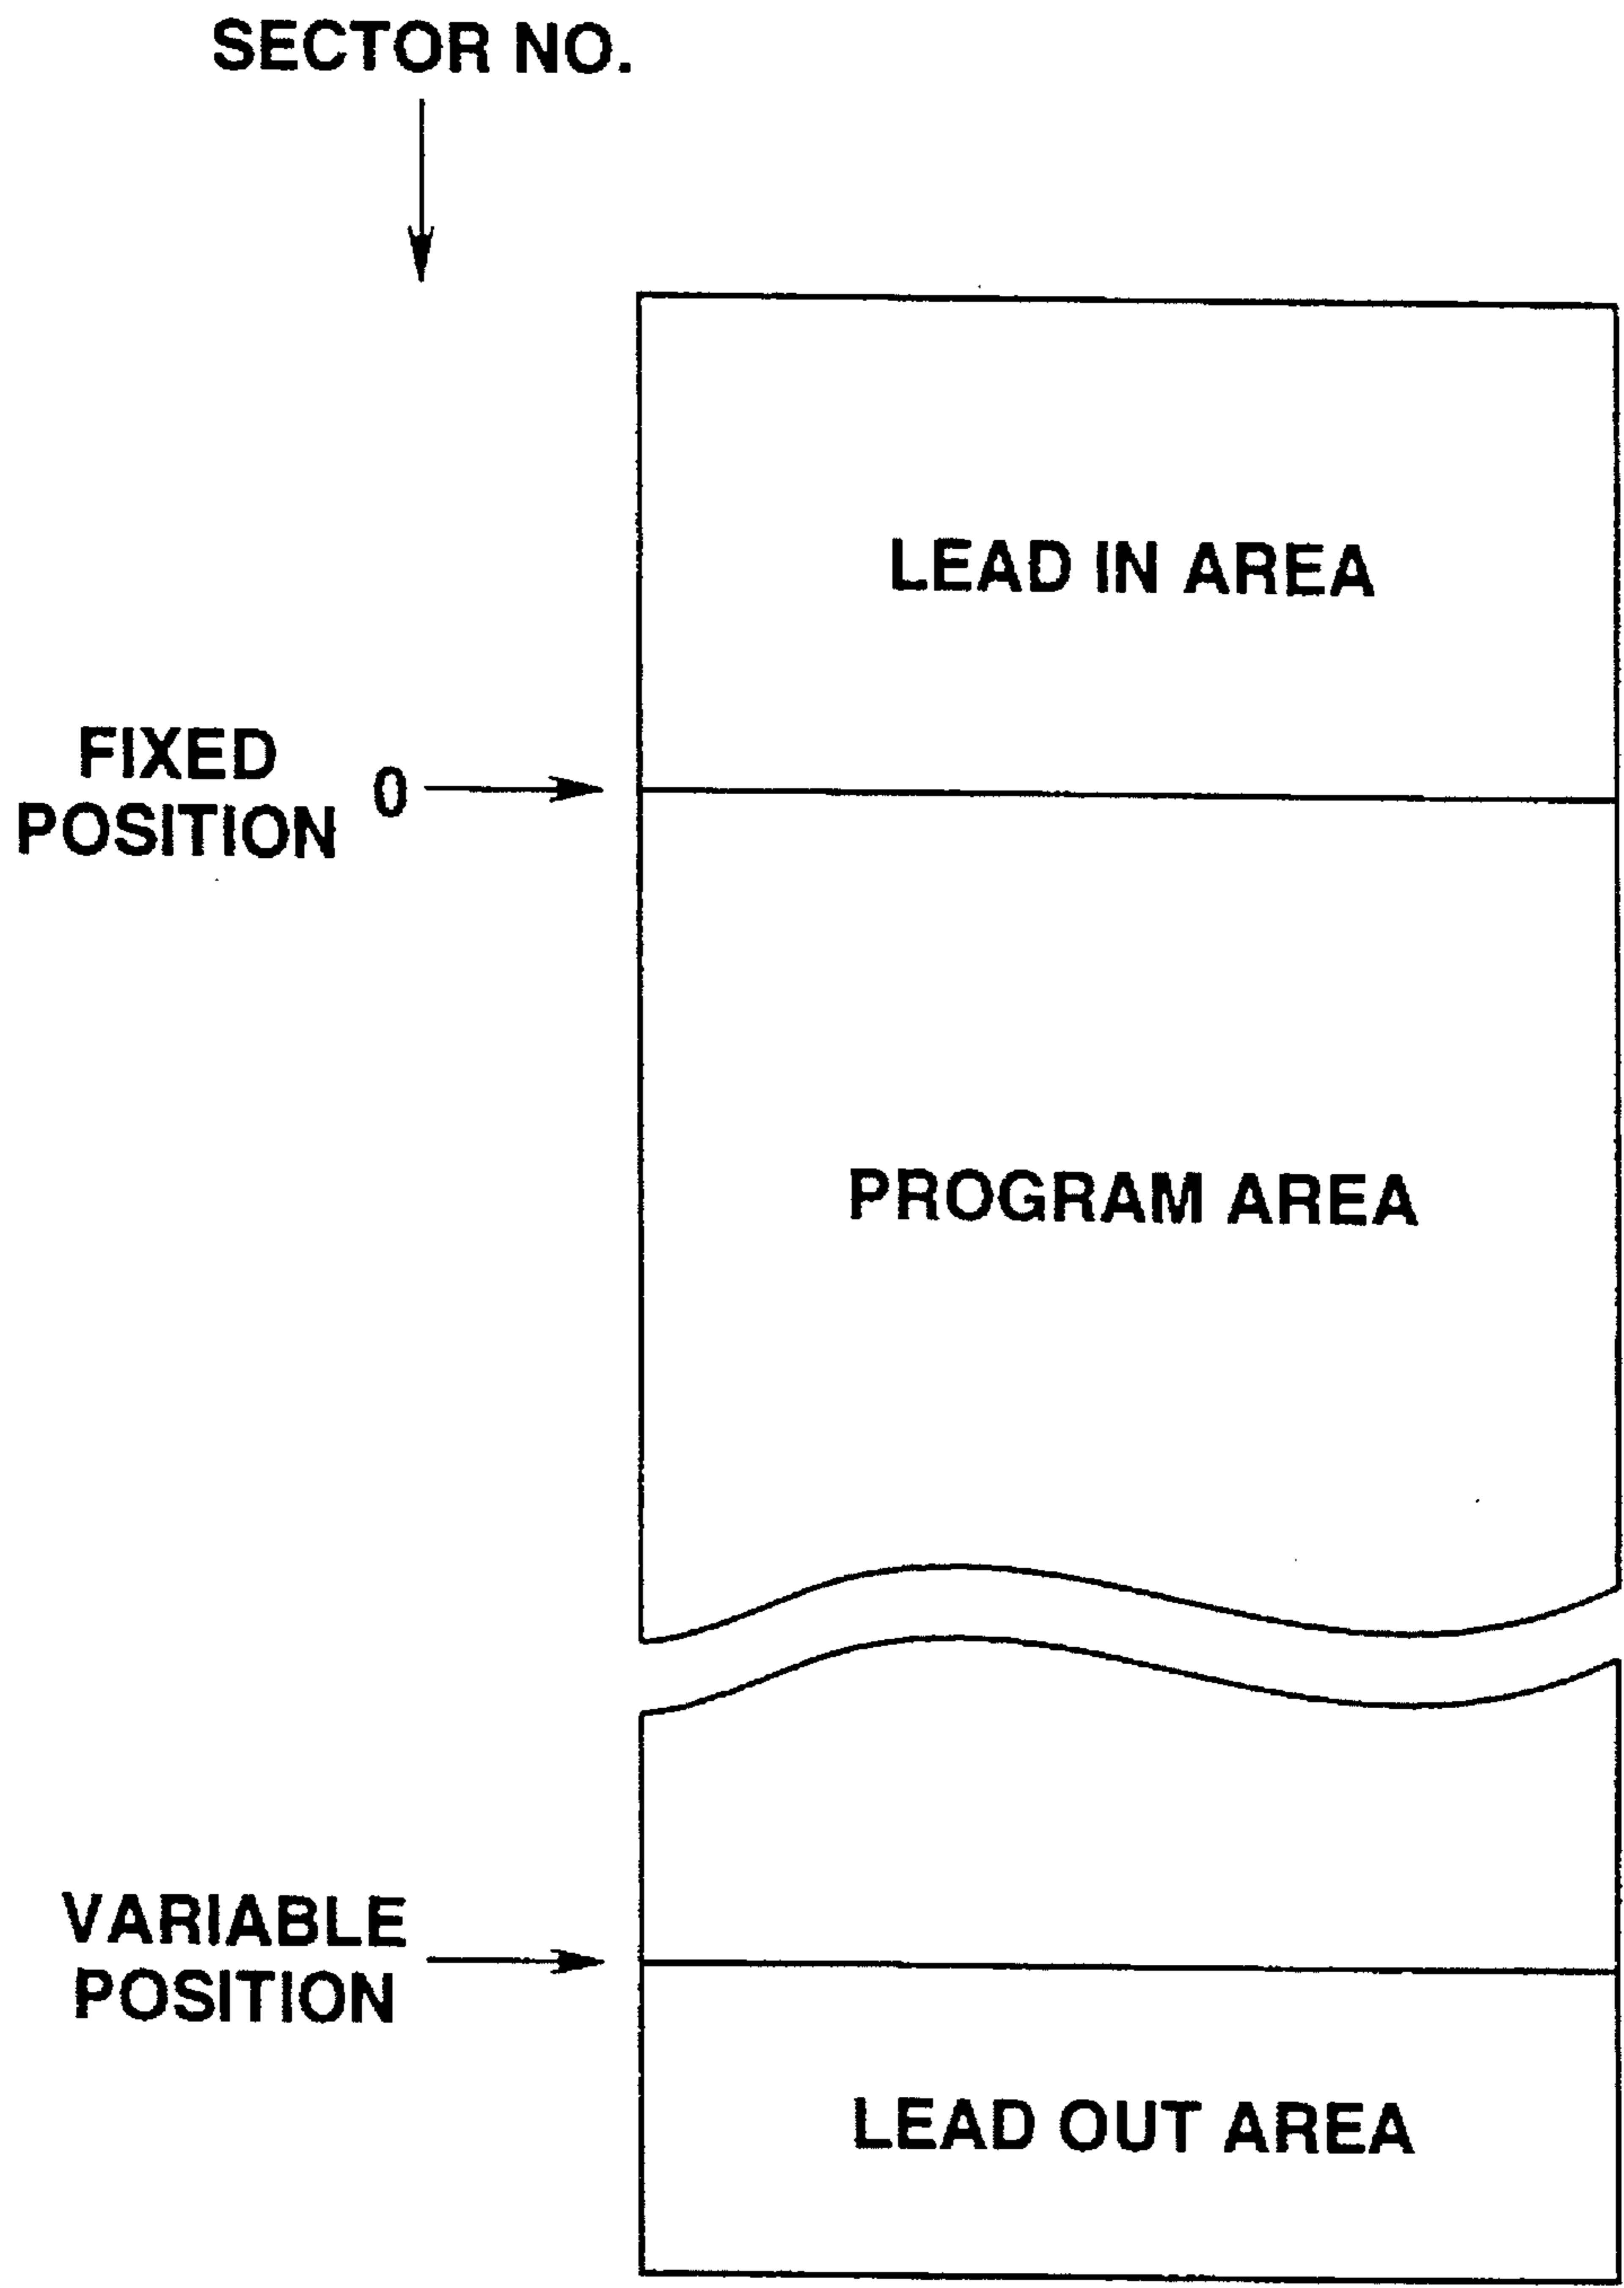 SECTOR NO.
LEAD IN AREA
FIXED
POSITION
0
PROGRAM AREA
VARIABLE
POSITION
LEAD OUT AREA